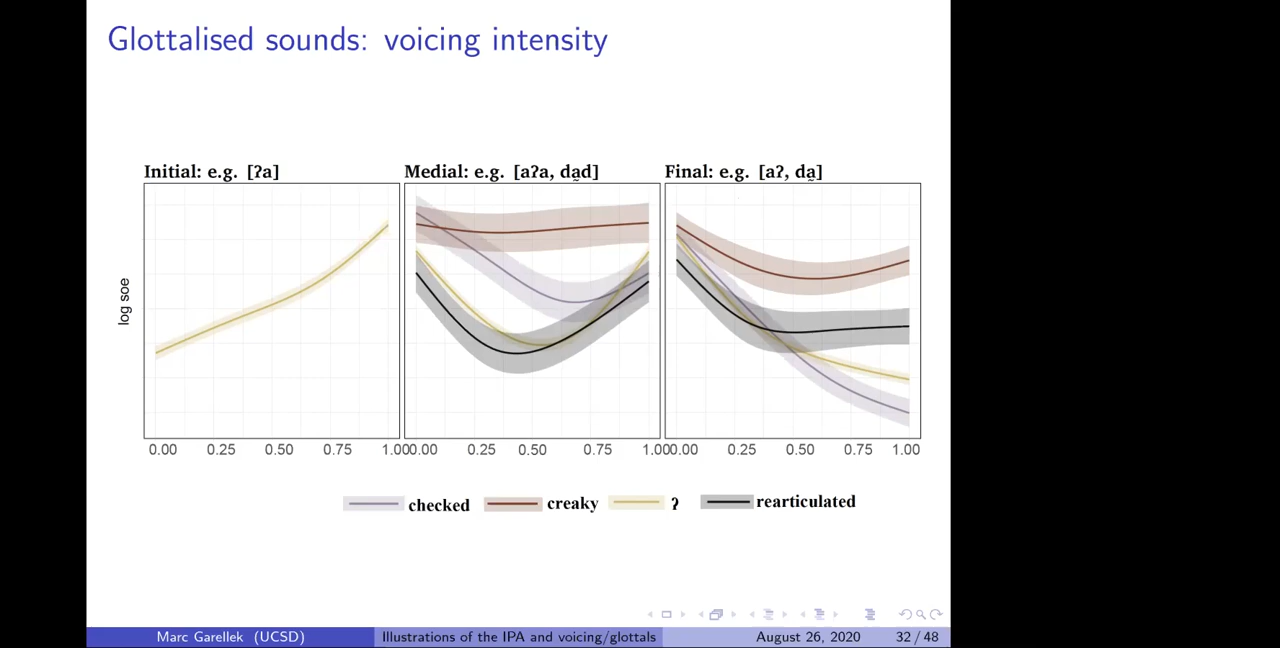 Glottalised sounds: voicing intensity
Initial: e.g. [ʔa] Medial: e.g. [aʔa, da̰d] Final: e.g. [aʔ, da̰]
log soe
0.00 0.25 0.50 0.75 1.00 0.00 0.25 0.50 0.75 1.00 0.00 0.25 0.50 0.75 1.00
checked creaky ʔ rearticulated
Marc Garellek (UCSD) Illustrations of the IPA and voicing/glottals August 26, 2020 32 / 48